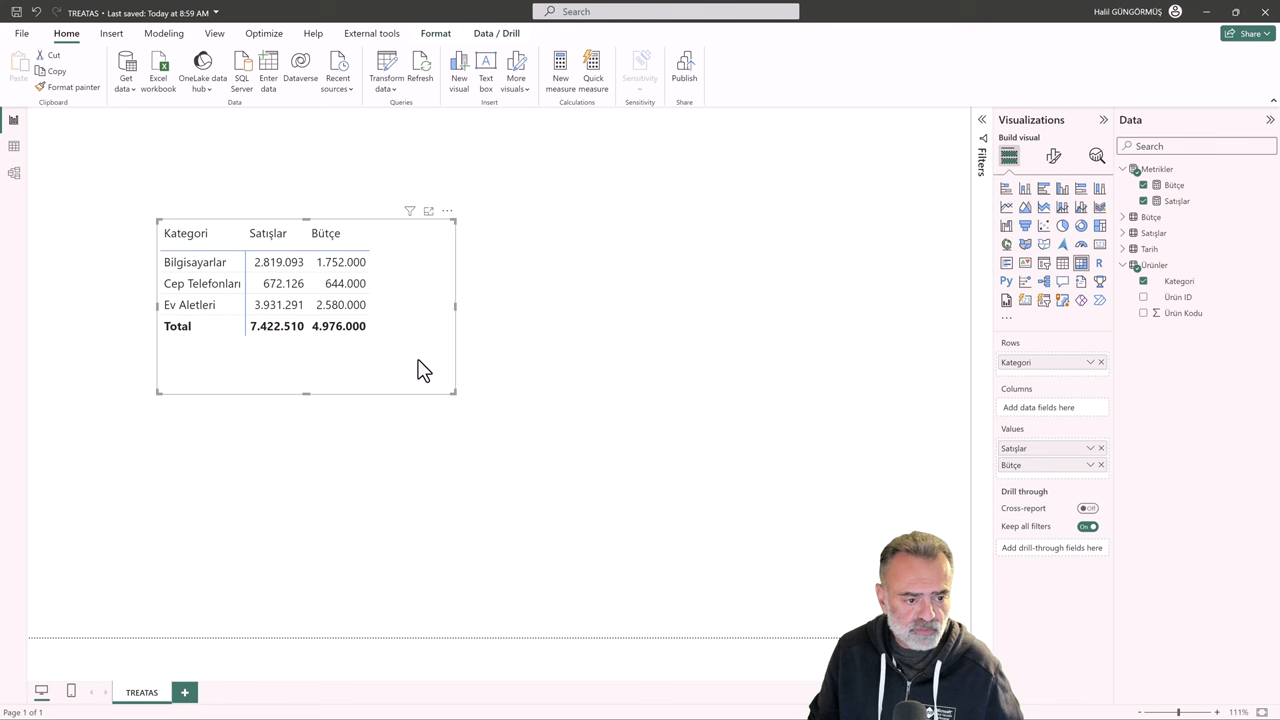 TREATAS • Last saved: Today at 8:59 AM
Search
Halil GÜNGÖRMÜŞ
File
Home
Insert
Modeling
View
Optimize
Help
External tools
Format
Data / Drill
Share
Paste
Cut
Copy
Format painter
Get data
Excel workbook
OneLake data hub
SQL Server
Enter data
Dataverse
Recent sources
Transform data
Refresh
New visual
Text box
More visuals
New measure
Quick measure
Sensitivity
Publish
Clipboard
Data
Queries
Insert
Calculations
Sensitivity
Share
Kategori Satışlar Bütçe
Bilgisayarlar 2.819.093 1.752.000
Cep Telefonları 672.126 644.000
Ev Aletleri 3.931.291 2.580.000
Total 7.422.510 4.976.000
Filters
Visualizations
Build visual
Rows
Kategori
Columns
Add data fields here
Values
Satışlar
Bütçe
Drill through
Cross-report Off
Keep all filters On
Add drill-through fields here
Data
Search
Metrikler
Bütçe
Satışlar
Bütçe
Satışlar
Tarih
Ürünler
Kategori
Ürün ID
Ürün Kodu
TREATAS
Page 1 of 1
111%